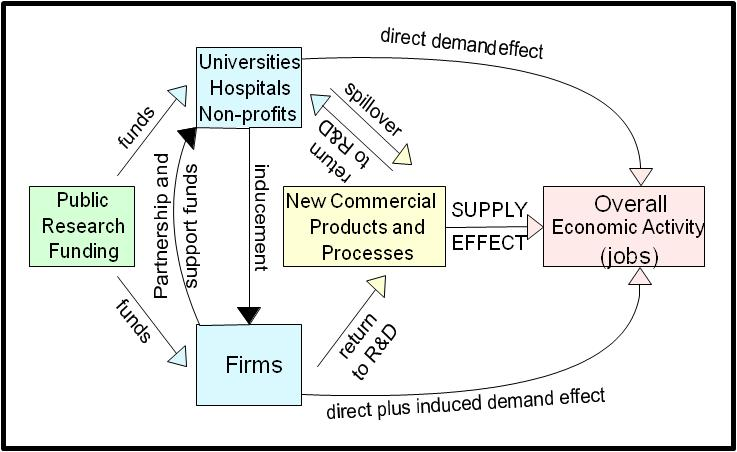 direct demand effect
Universities
Hospitals
Non-profits
funds
spillover
return
to R&D
Partnership and
support funds
inducement
Public
Research
Funding
New Commercial
Products and
Processes
SUPPLY
EFFECT
Overall
Economic Activity
(jobs)
funds
Firms
return
to R&D
direct plus induced demand effect